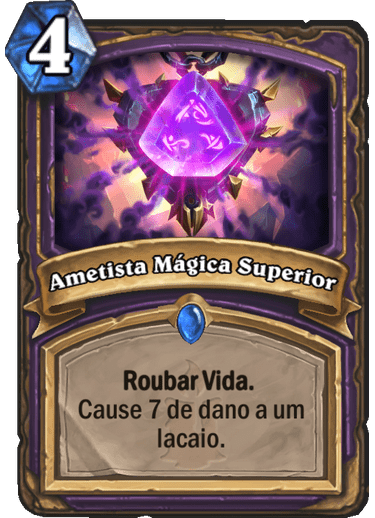 4
Ametista Mágica Superior
Roubar Vida.
Cause 7 de dano a um
lacaio.